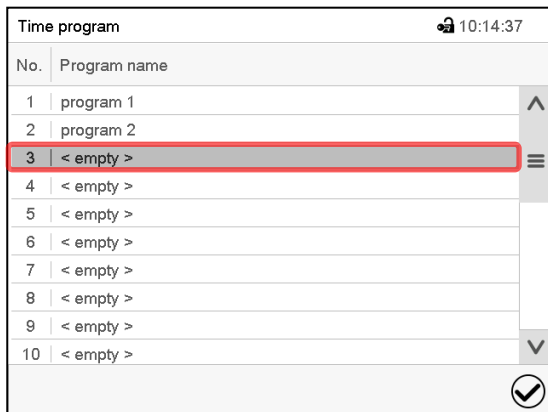 Time program 10:14:37
No. Program name
1 program 1
2 program 2
3 < empty >
4 < empty >
5 < empty >
6 < empty >
7 < empty >
8 < empty >
9 < empty >
10 < empty >